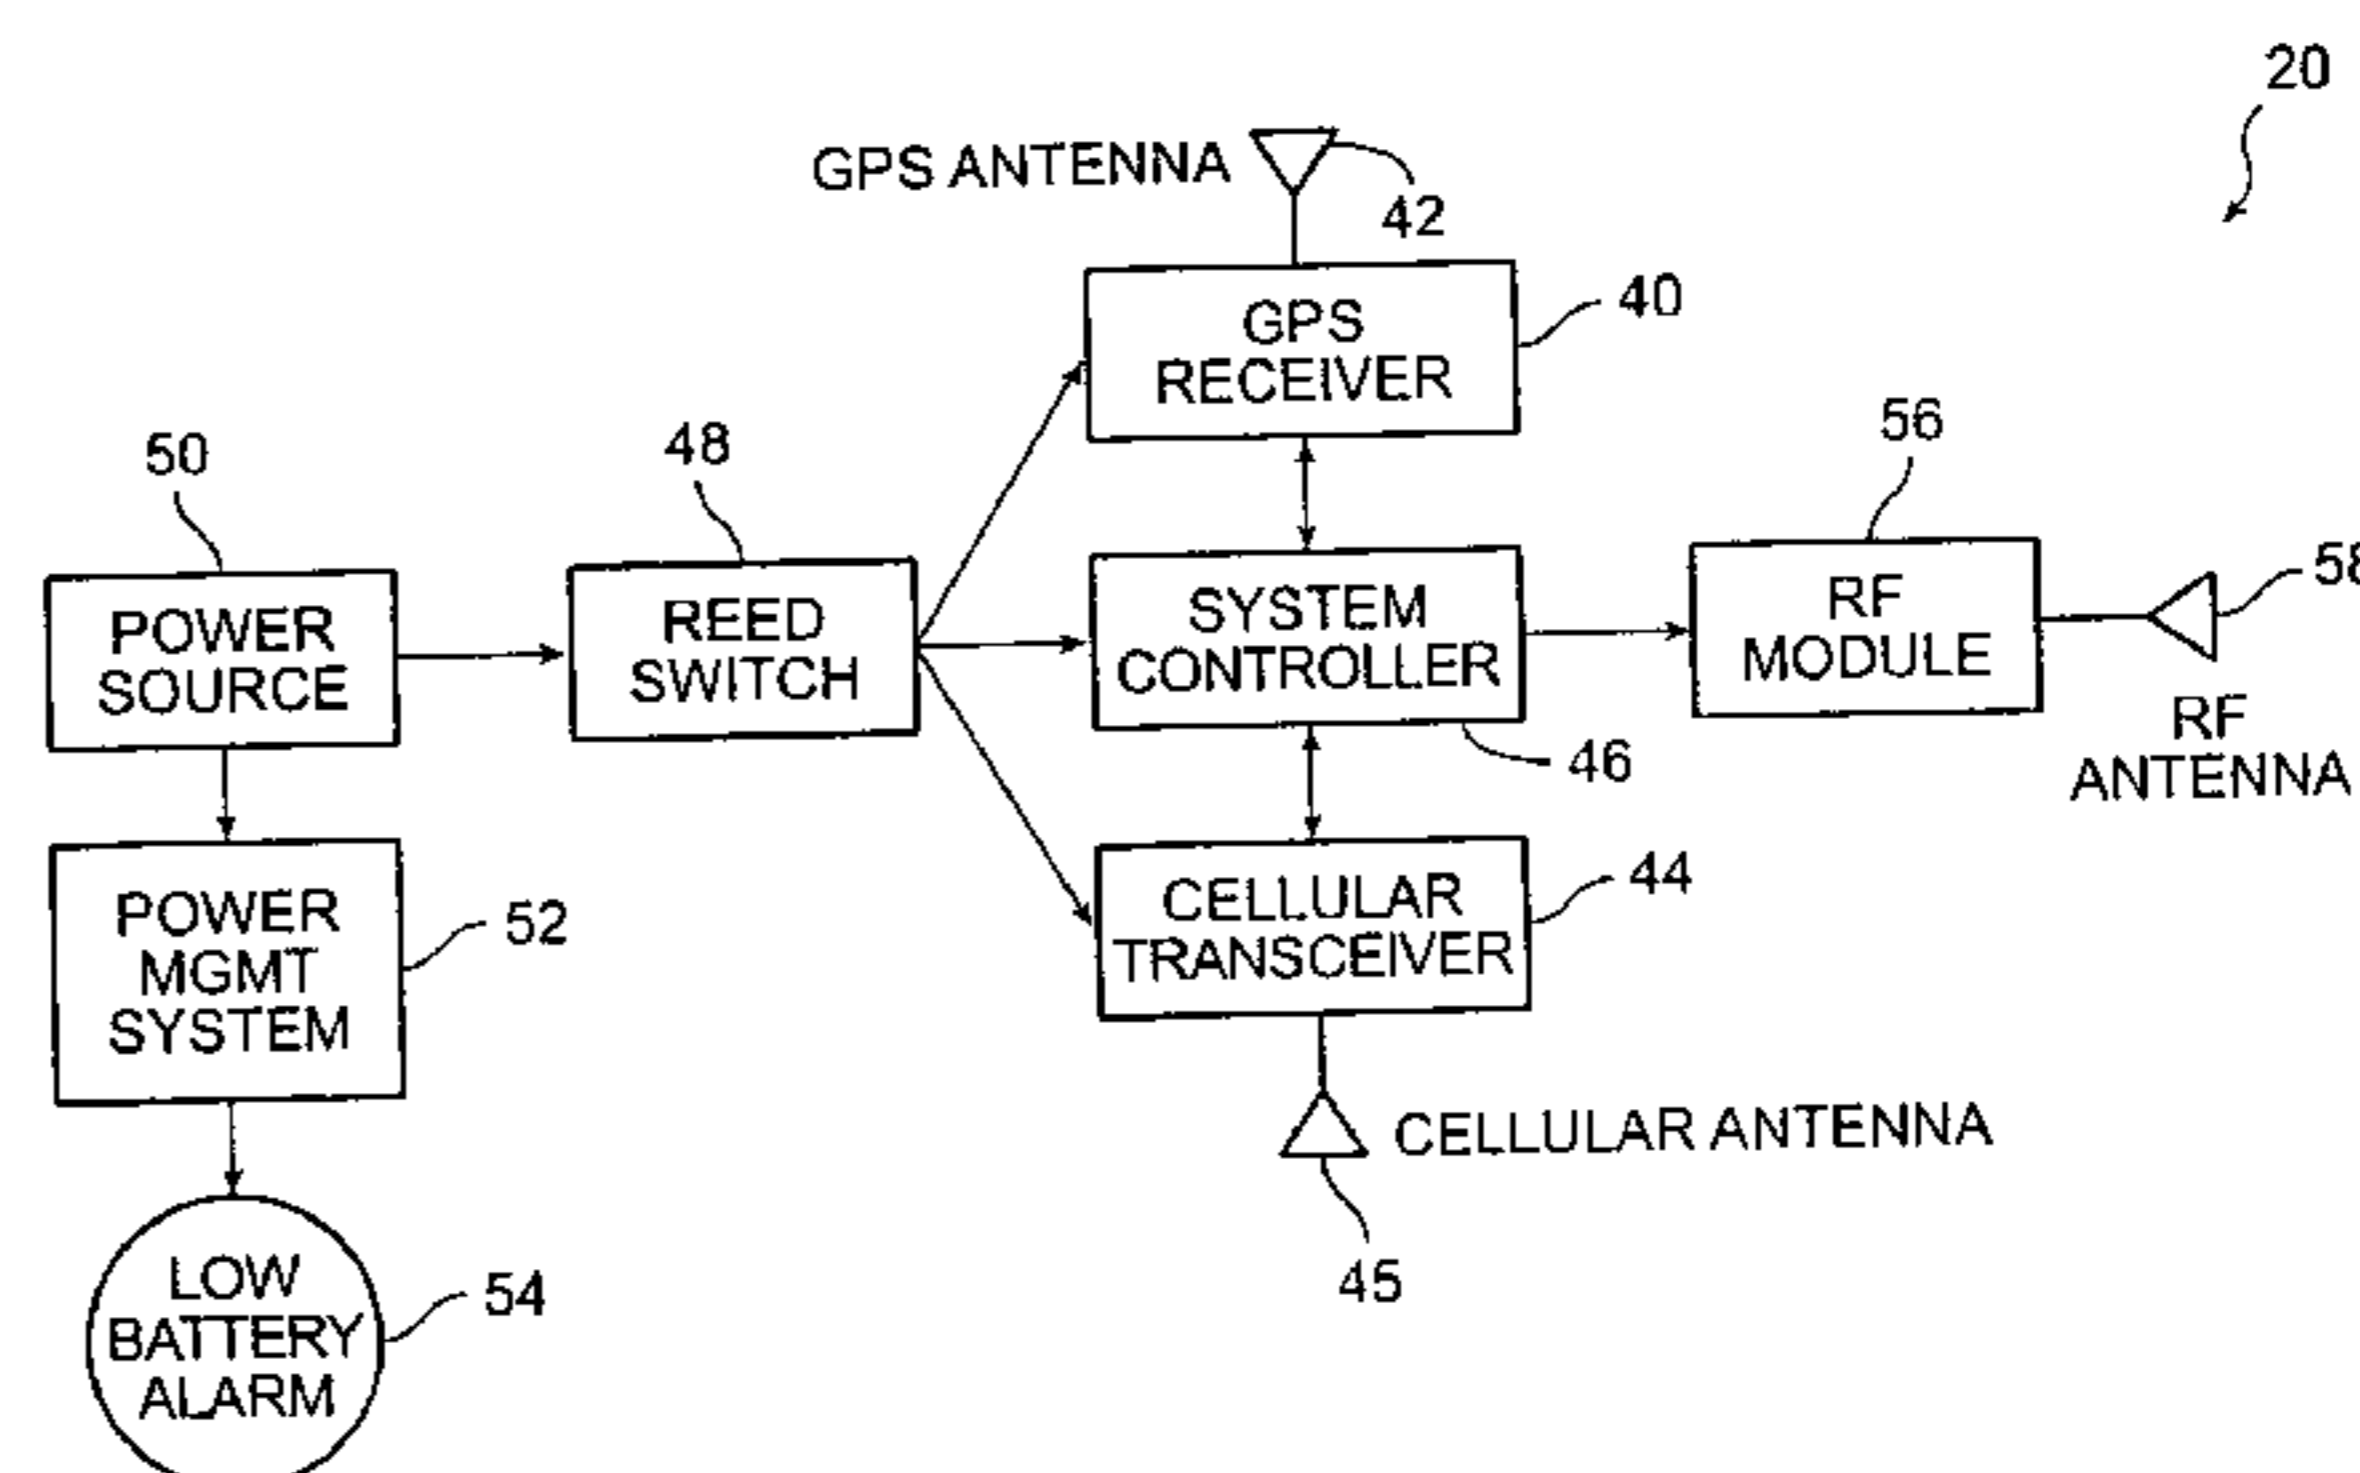 20
GPS ANTENNA
42
GPS
RECEIVER
40
50
48
56
POWER
SOURCE
REED
SWITCH
SYSTEM
CONTROLLER
46
RF
MODULE
58
RF
ANTENNA
POWER
MGMT
SYSTEM
52
CELLULAR
TRANSCEIVER
44
CELLULAR ANTENNA
45
LOW
BATTERY
ALARM
54